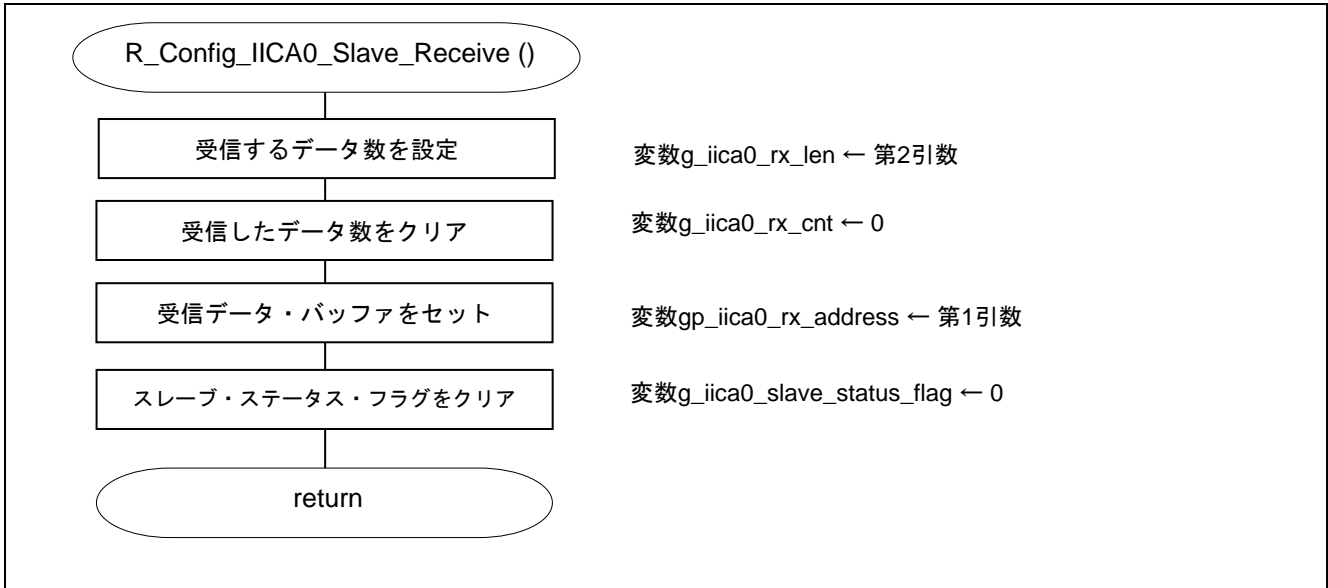 R_Config_IICA0_Slave_Receive ()
受信するデータ数を設定
変数g_iica0_rx_len ← 第2引数
受信したデータ数をクリア
変数g_iica0_rx_cnt ← 0
受信データ・バッファをセット
変数gp_iica0_rx_address ← 第1引数
スレーブ・ステータス・フラグをクリア
変数g_iica0_slave_status_flag ← 0
return